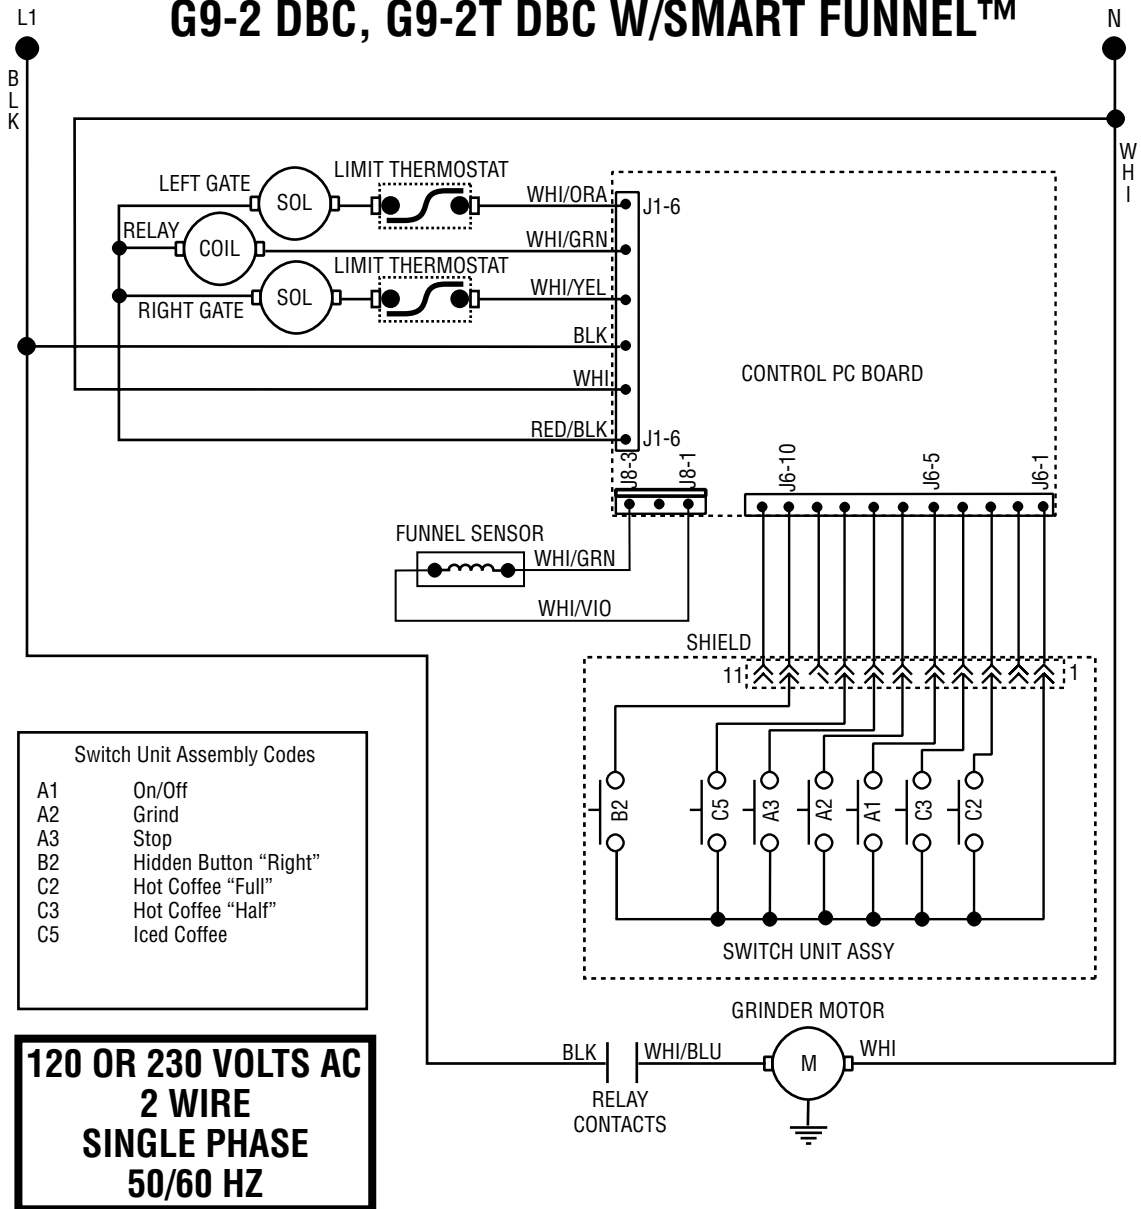 G9-2 DBC, G9-2T DBC W/SMART FUNNEL™
L1
N
BLK
WHI
LEFT GATE
SOL
LIMIT THERMOSTAT
WHI/ORA
J1-6
RELAY
COIL
WHI/GRN
LIMIT THERMOSTAT
SOL
WHI/YEL
RIGHT GATE
BLK
WHI
CONTROL PC BOARD
RED/BLK
J1-6
J8-3
J8-1
J6-10
J6-5
J6-1
FUNNEL SENSOR
WHI/GRN
WHI/VIO
SHIELD
11
1
B2
C5
A3
A2
A1
C3
C2
SWITCH UNIT ASSY
Switch Unit Assembly Codes
A1 On/Off
A2 Grind
A3 Stop
B2 Hidden Button “Right”
C2 Hot Coffee “Full”
C3 Hot Coffee “Half”
C5 Iced Coffee
GRINDER MOTOR
BLK
WHI/BLU
M
WHI
RELAY
CONTACTS
120 OR 230 VOLTS AC
2 WIRE
SINGLE PHASE
50/60 HZ